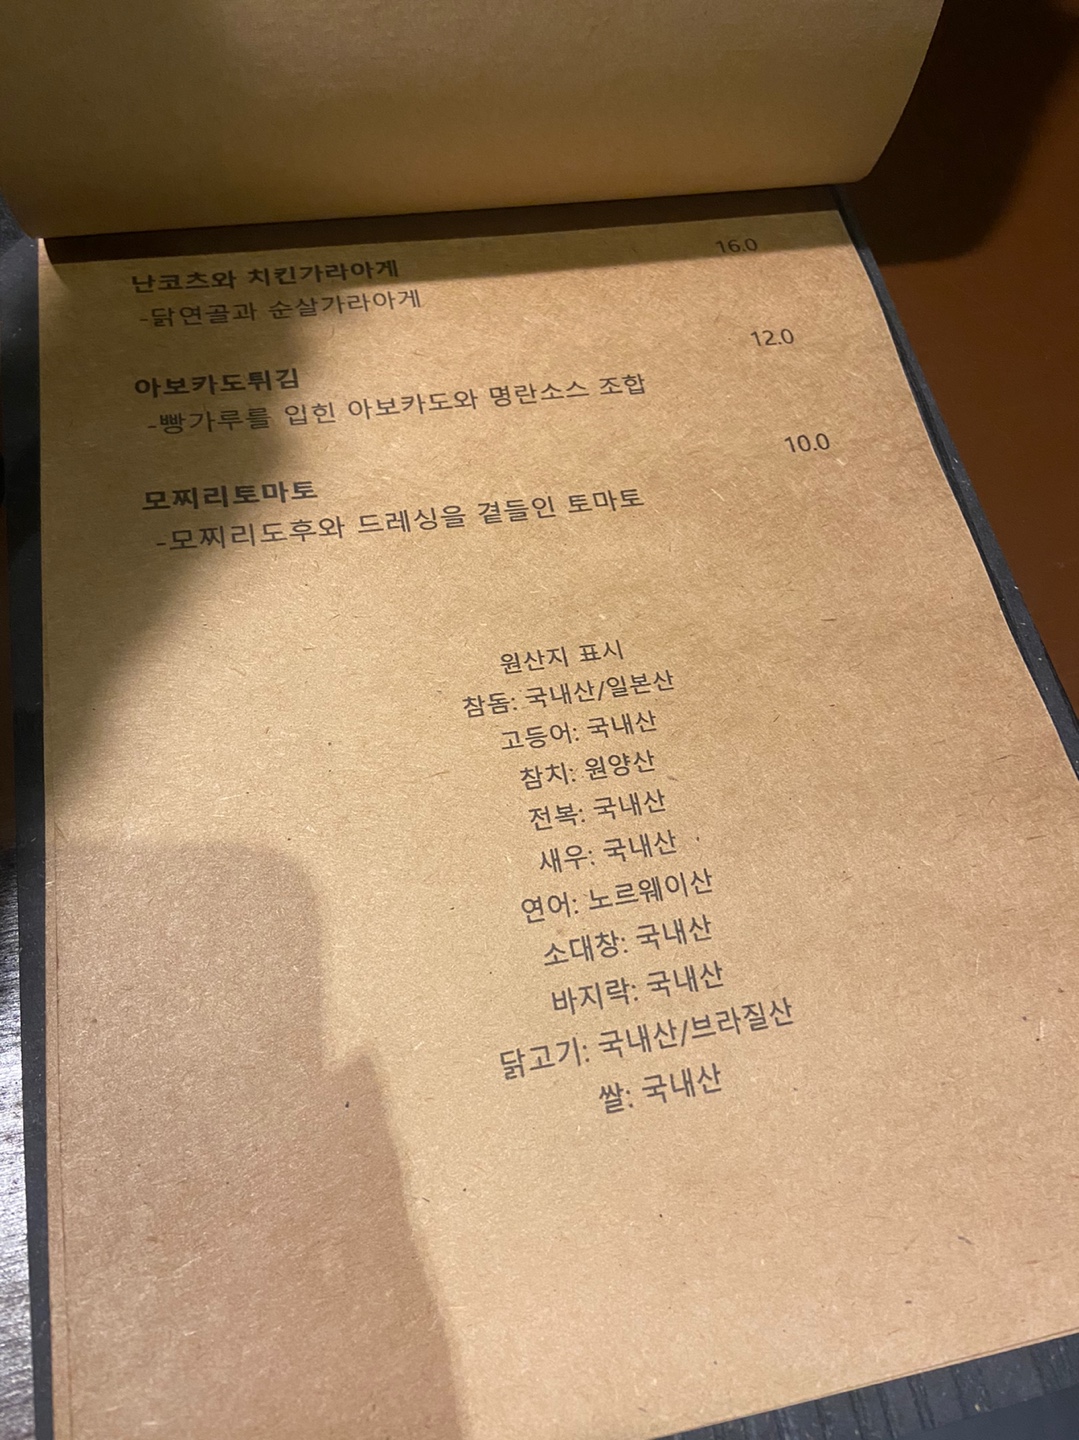 난코츠와 치킨가라아게 16.0
-닭연골과 순살가라아게
아보카도튀김 12.0
-빵가루를 입힌 아보카도와 명란소스 조합
모찌리토마토 10.0
-모찌리도후와 드레싱을 곁들인 토마토
원산지 표시
참돔: 국내산/일본산
고등어: 국내산
참치: 원양산
전복: 국내산
새우: 국내산
연어: 노르웨이산
소대창: 국내산
바지락: 국내산
닭고기: 국내산/브라질산
쌀: 국내산